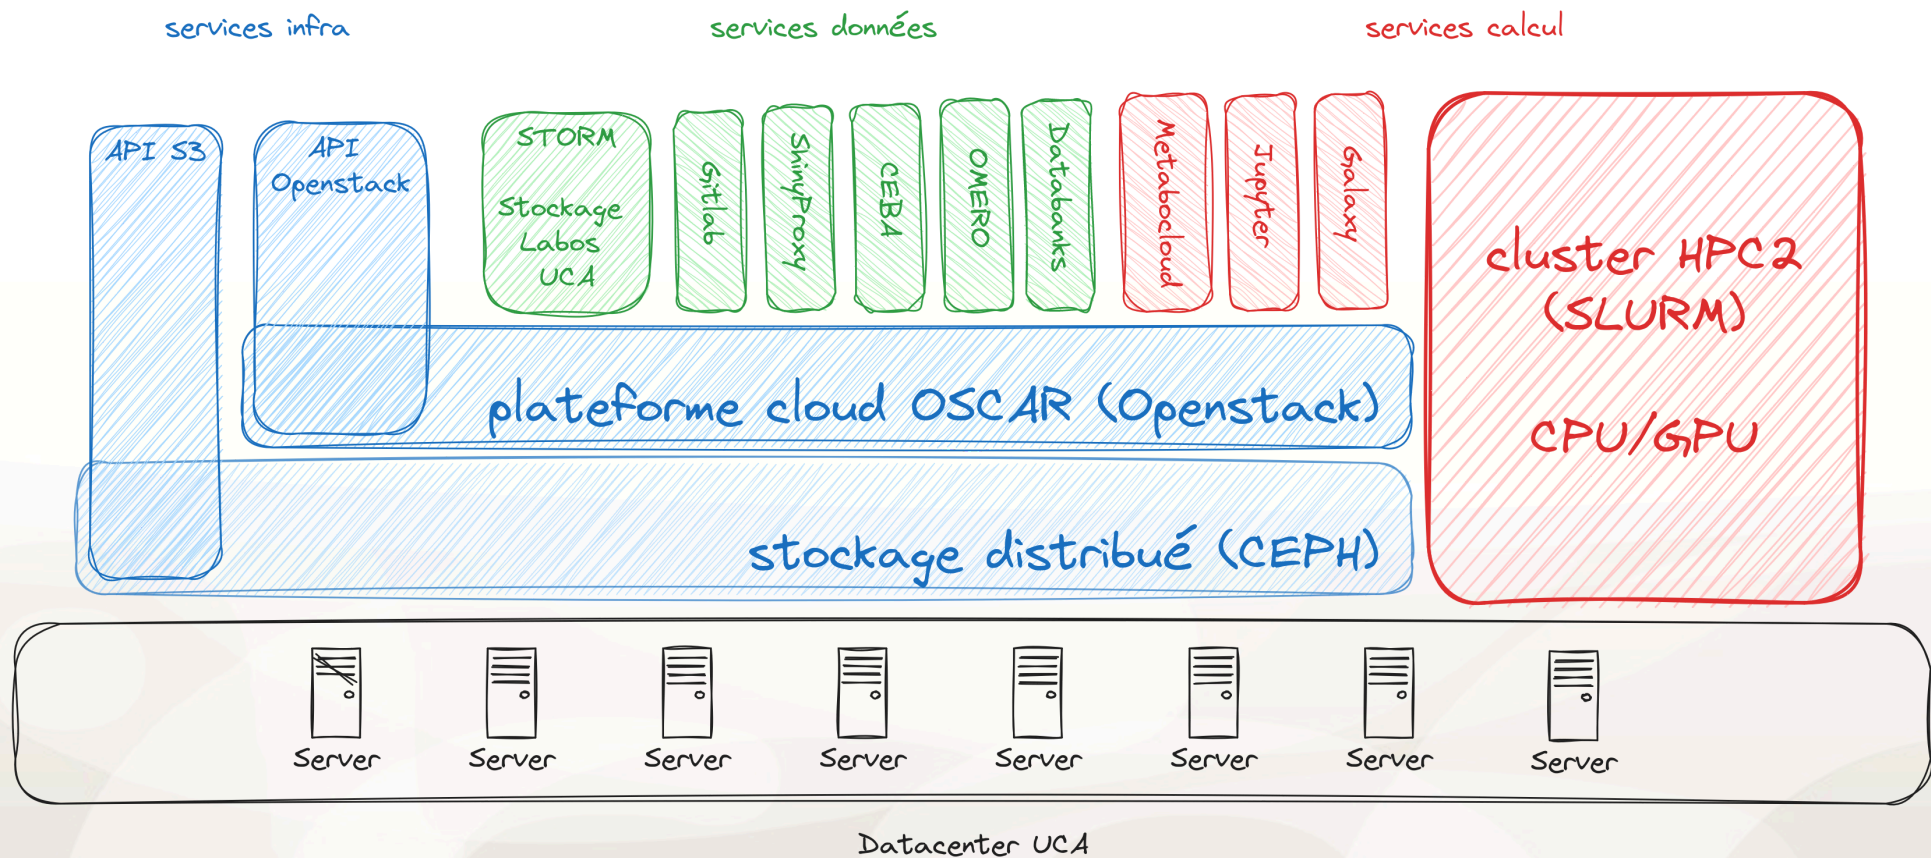 services infra
services données
services calcul
API S3
API
Openstack
STORM
Stockage
Labos
UCA
Gitlab
ShinyProxy
CEBA
OMERO
Databanks
Metabocloud
Jupyter
Galaxy
cluster HPC2
(SLURM)
CPU/GPU
plateforme cloud OSCAR (Openstack)
stockage distribué (CEPH)
Server
Server
Server
Server
Server
Server
Server
Server
Datacenter UCA